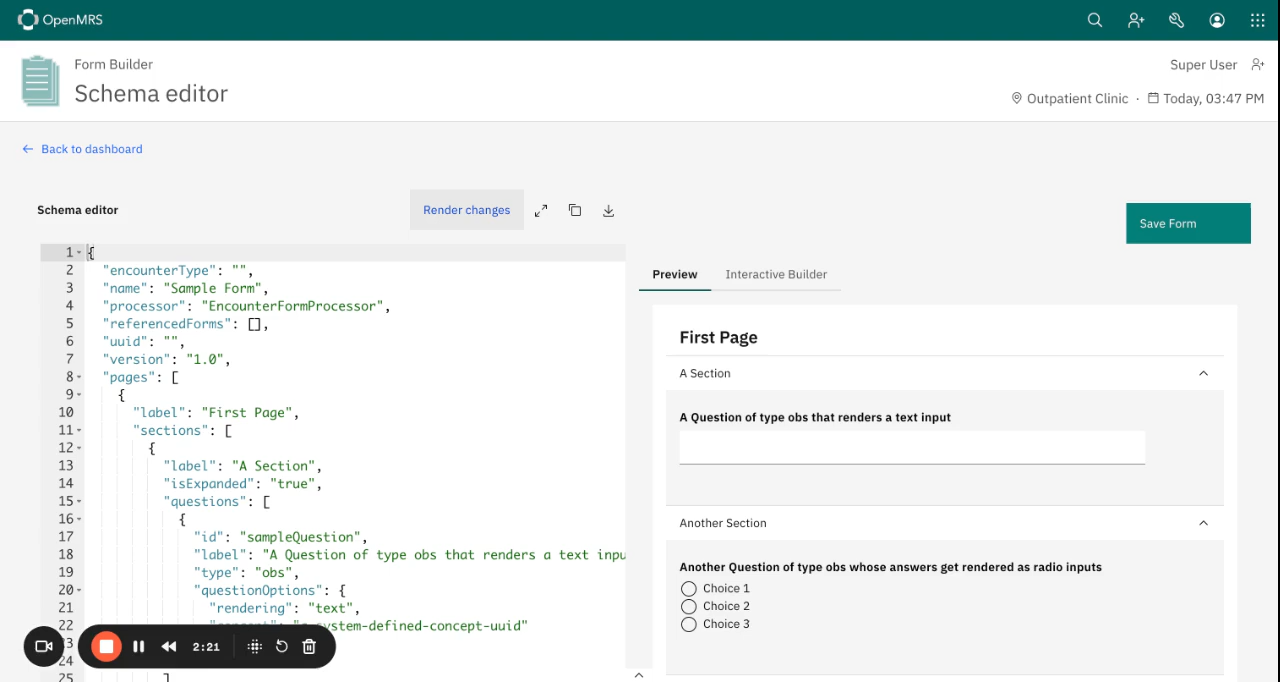 OpenMRS
Form Builder
Schema editor
Super User
Outpatient Clinic · Today, 03:47 PM
← Back to dashboard
Schema editor
Render changes
Save Form
Preview
Interactive Builder
1 {
2 "encounterType": "",
3 "name": "Sample Form",
4 "processor": "EncounterFormProcessor",
5 "referencedForms": [],
6 "uuid": "",
7 "version": "1.0",
8 "pages": [
9 {
10 "label": "First Page",
11 "sections": [
12 {
13 "label": "A Section",
14 "isExpanded": "true",
15 "questions": [
16 {
17 "id": "sampleQuestion",
18 "label": "A Question of type obs that renders a text inpu
19 "type": "obs",
20 "questionOptions": {
21 "rendering": "text",
22 system-defined-concept-uuid"
3
24
25 ]
2:21
First Page
A Section
A Question of type obs that renders a text input
Another Section
Another Question of type obs whose answers get rendered as radio inputs
Choice 1
Choice 2
Choice 3